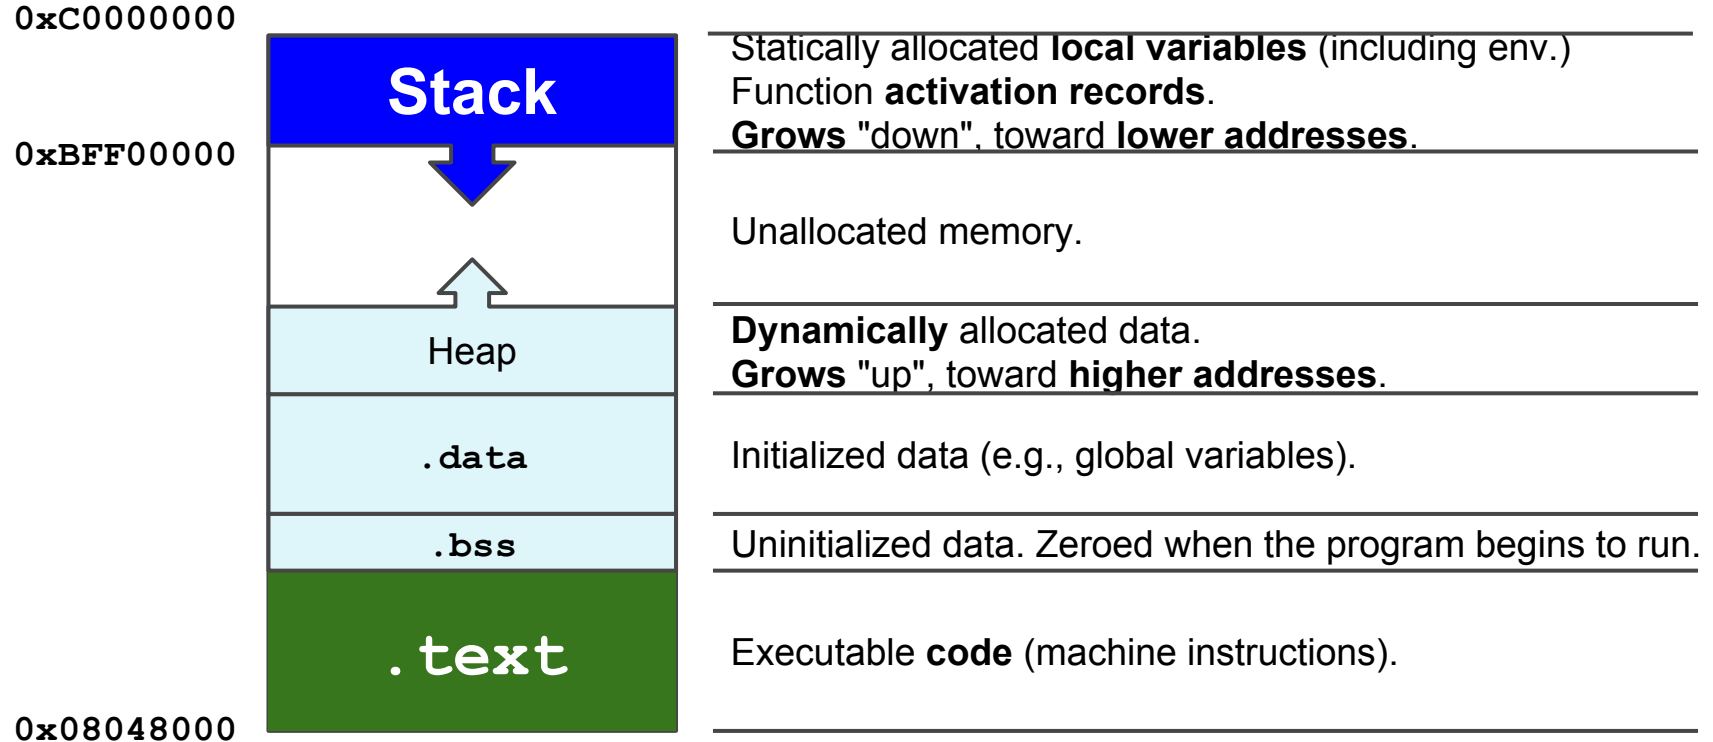 0xC0000000
Stack
Statically allocated local variables (including env.)
Function activation records.
Grows "down", toward lower addresses.
0xBFF00000
Unallocated memory.
Heap
Dynamically allocated data.
Grows "up", toward higher addresses.
.data
Initialized data (e.g., global variables).
.bss
Uninitialized data. Zeroed when the program begins to run.
.text
Executable code (machine instructions).
0x08048000